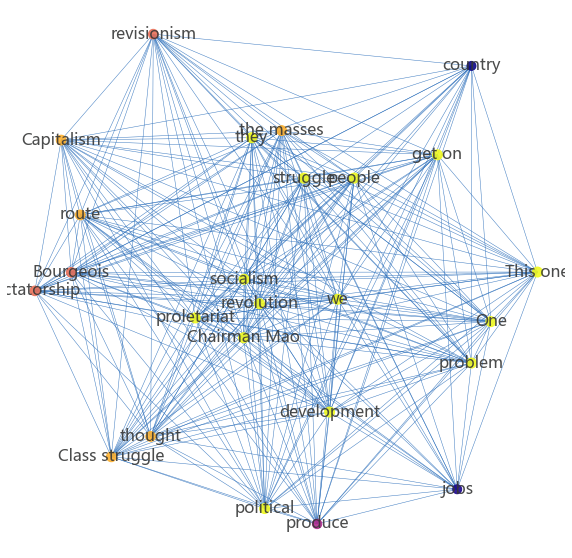 revisionism
country
the masses
they
Capitalism
get on
struggle
people
route
Bourgeois
This one
socialism
ctatorship
we
revolution
proletariat
One
Chairman Mao
problem
development
thought
Class struggle
jobs
political
produce